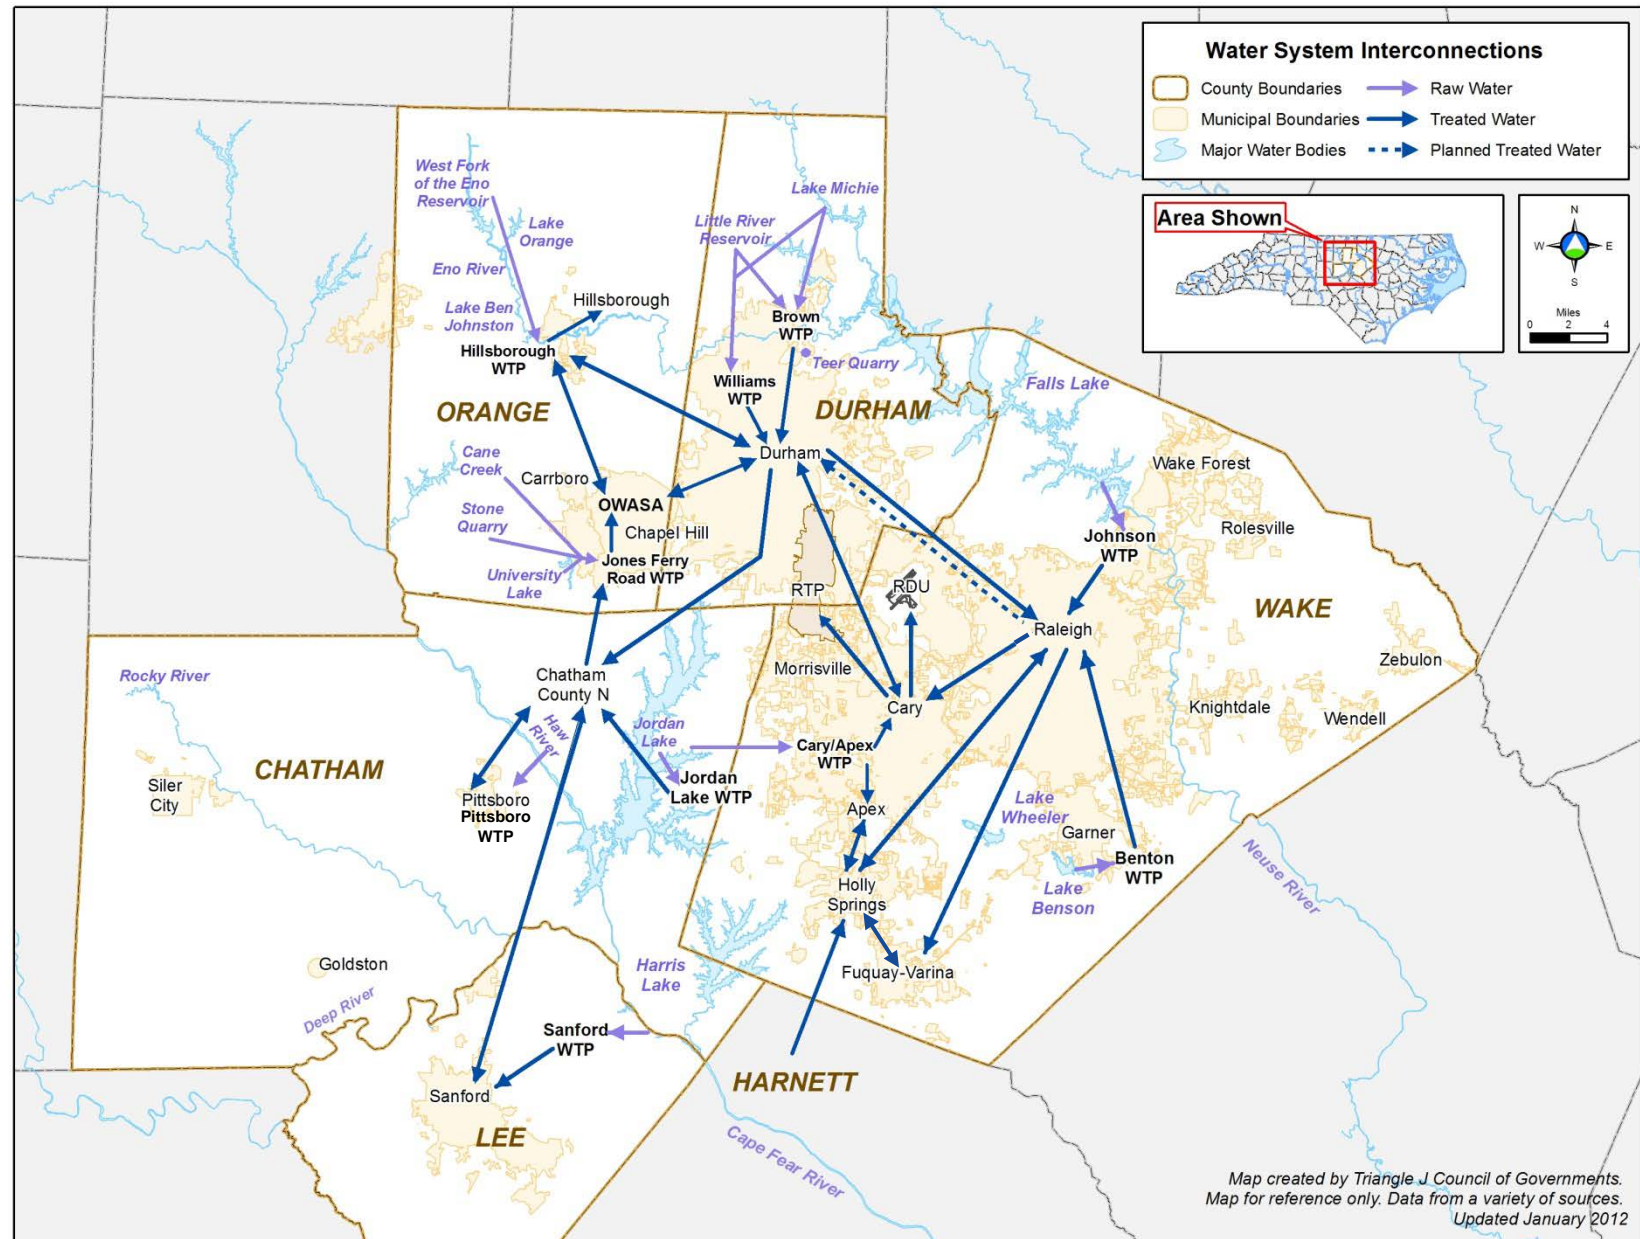 Water System Interconnections
County Boundaries
Raw Water
Municipal Boundaries
Treated Water
Major Water Bodies
Planned Treated Water
Area Shown
N
W
E
S
Miles
0 2 4
West Fork
of the Eno
Reservoir
Lake
Orange
Eno River
Lake Ben
Johnston
Hillsborough
Hillsborough
WTP
Lake Michie
Little River
Reservoir
Brown
WTP
Teer Quarry
Williams
WTP
Falls Lake
ORANGE
DURHAM
Durham
Cane
Creek
Carrboro
OWASA
Stone
Quarry
Chapel Hill
University
Lake
Jones Ferry
Road WTP
Wake Forest
Rolesville
Johnson
WTP
RTP
RDU
Raleigh
WAKE
Zebulon
Morrisville
Cary
Knightdale
Wendell
Rocky River
Chatham
County N
Haw
River
Jordan
Lake
Cary/Apex
WTP
CHATHAM
Siler
City
Pittsboro
Pittsboro
WTP
Jordan
Lake WTP
Apex
Lake
Wheeler
Garner
Benton
WTP
Lake
Benson
Neuse River
Holly
Springs
Fuquay-Varina
Goldston
Deep River
Harris
Lake
Sanford
WTP
Sanford
HARNETT
LEE
Cape Fear River
Map created by Triangle J Council of Governments.
Map for reference only. Data from a variety of sources.
Updated January 2012